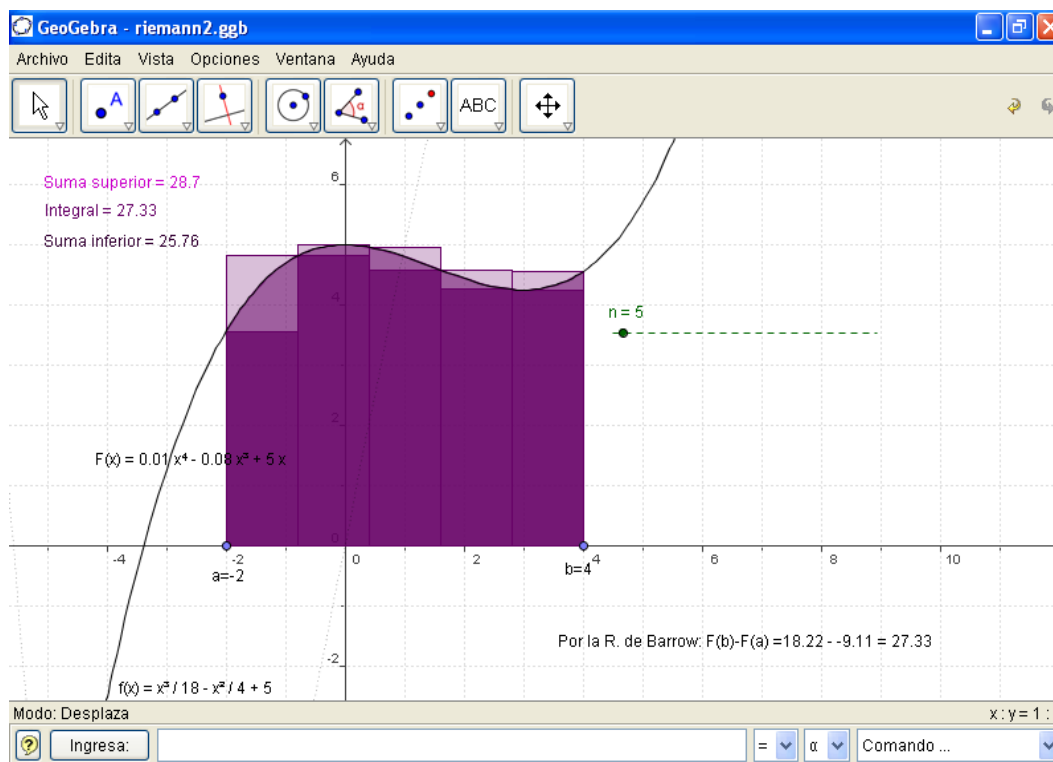 GeoGebra - riemann2.ggb
Archivo Edita Vista Opciones Ventana Ayuda
A α ABC
Suma superior = 28.7
Integral = 27.33
Suma inferior = 25.76
6
4
2
0
-2
n = 5
F(x) = 0.01 x⁴ - 0.08 x³ + 5 x
-4 -2 0 2 4 6 8 10
a=-2
b=4
Por la R. de Barrow: F(b)-F(a) =18.22 - -9.11 = 27.33
f(x) = x³ / 18 - x² / 4 + 5
Modo: Desplaza
x : y = 1 :
Ingresa:
= α Comando ...